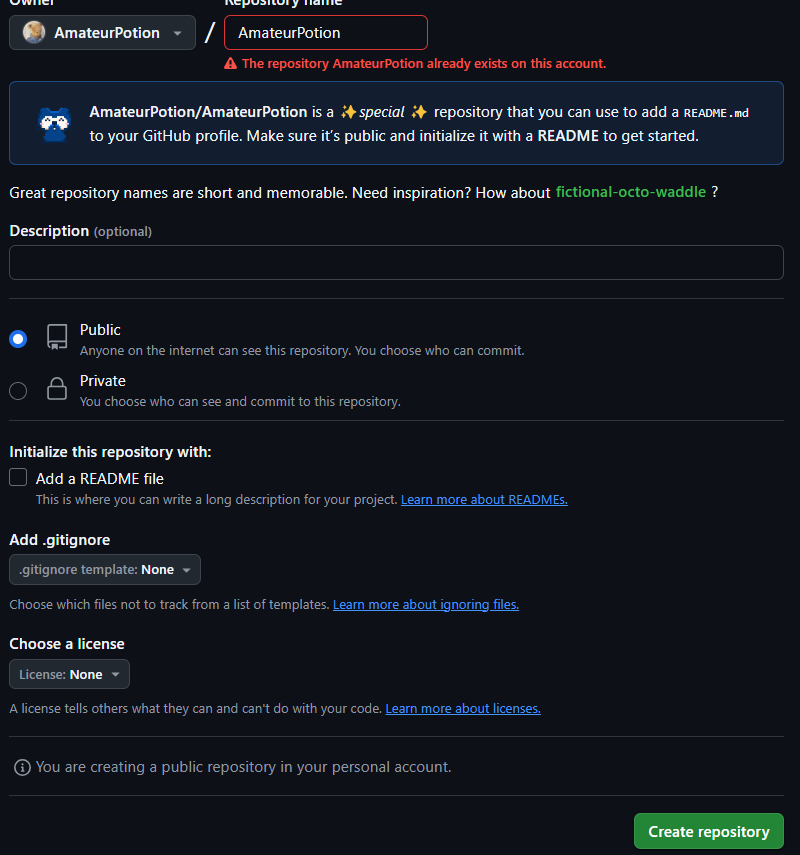 Owner
Repository name
AmateurPotion / AmateurPotion
The repository AmateurPotion already exists on this account.
AmateurPotion/AmateurPotion is a ✨special✨ repository that you can use to add a README.md
to your GitHub profile. Make sure it's public and initialize it with a README to get started.
Great repository names are short and memorable. Need inspiration? How about fictional-octo-waddle ?
Description (optional)
Public
Anyone on the internet can see this repository. You choose who can commit.
Private
You choose who can see and commit to this repository.
Initialize this repository with:
Add a README file
This is where you can write a long description for your project. Learn more about READMEs.
Add .gitignore
.gitignore template: None
Choose which files not to track from a list of templates. Learn more about ignoring files.
Choose a license
License: None
A license tells others what they can and can't do with your code. Learn more about licenses.
You are creating a public repository in your personal account.
Create repository